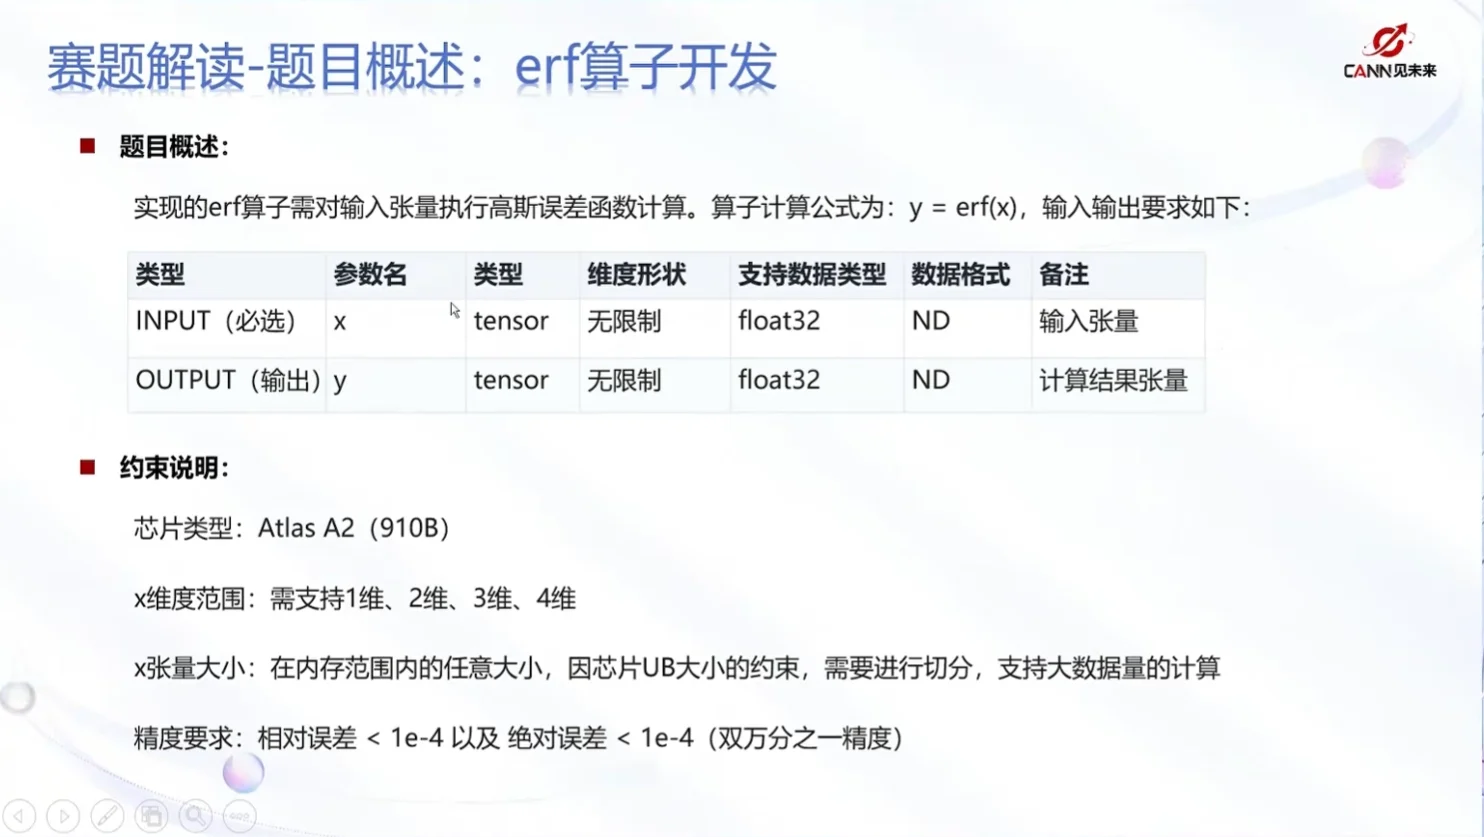 赛题解读-题目概述：erf算子开发
CANN见未来
题目概述：
实现的erf算子需对输入张量执行高斯误差函数计算。算子计算公式为：y = erf(x)，输入输出要求如下：
类型 参数名 类型 维度形状 支持数据类型 数据格式 备注
INPUT（必选） x tensor 无限制 float32 ND 输入张量
OUTPUT（输出） y tensor 无限制 float32 ND 计算结果张量
约束说明：
芯片类型：Atlas A2（910B）
x维度范围：需支持1维、2维、3维、4维
x张量大小：在内存范围内的任意大小，因芯片UB大小的约束，需要进行切分，支持大数据量的计算
精度要求：相对误差 < 1e-4 以及 绝对误差 < 1e-4（双万分之一精度）